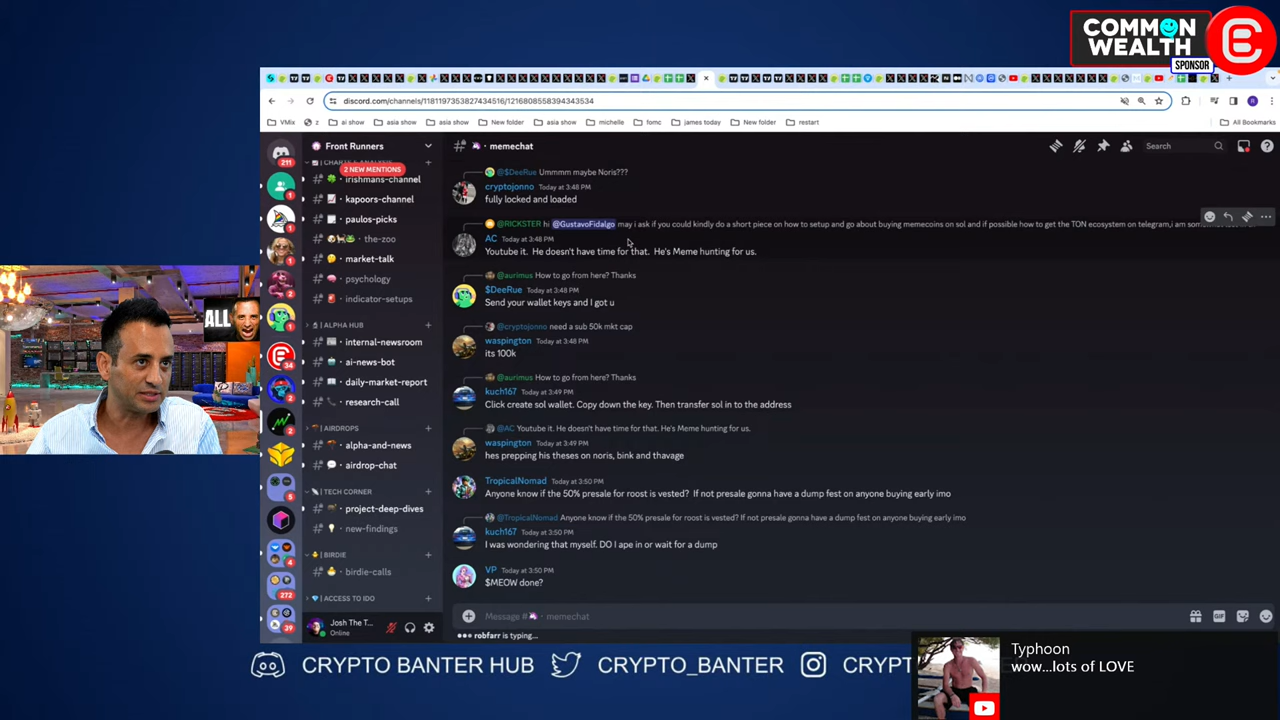 COMMON
WEALTH
SPONSOR
discord.com/channels/1181197353827434516/1216808558394343534
VMix
z
ai show
asia show
asia show
New folder
asia show
michelle
fomc
james today
New folder
restart
All Bookmarks
Front Runners
2 NEW MENTIONS
irishmans-channel
kapoors-channel
paulos-picks
the-zoo
market-talk
psychology
indicator-setups
ALPHA HUB
internal-newsroom
ai-news-bot
daily-market-report
research-call
AIRDROPS
alpha-and-news
airdrop-chat
TECH CORNER
project-deep-dives
new-findings
BIRDIE
birdie-calls
ACCESS TO IDO
Josh The T...
Online
memechat
Search
@$DeeRue Ummmm maybe Noris???
cryptojonno Today at 3:48 PM
fully locked and loaded
@RICKSTER hi @GustavoFidalgo may i ask if you could kindly do a short piece on how to setup and go about buying memecoins on sol and if possible how to get the TON ecosystem on telegram,i am
AC Today at 3:48 PM
Youtube it. He doesn't have time for that. He's Meme hunting for us.
@aurimus How to go from here? Thanks
$DeeRue Today at 3:48 PM
Send your wallet keys and I got u
@cryptojonno need a sub 50k mkt cap
waspington Today at 3:48 PM
its 100k
@aurimus How to go from here? Thanks
kuch167 Today at 3:49 PM
Click create sol wallet. Copy down the key. Then transfer sol in to the address
@AC Youtube it. He doesn't have time for that. He's Meme hunting for us.
waspington Today at 3:49 PM
hes prepping his theses on noris, bink and thavage
TropicalNomad Today at 3:50 PM
Anyone know if the 50% presale for roost is vested? If not presale gonna have a dump fest on anyone buying early imo
@TropicalNomad Anyone know if the 50% presale for roost is vested? If not presale gonna have a dump fest on anyone buying early imo
kuch167 Today at 3:50 PM
I was wondering that myself. DO I ape in or wait for a dump
VP Today at 3:50 PM
$MEOW done?
Message # memechat
GIF
robfarr is typing...
211
1
1
2
1
34
2
2
5
4
272
39
ALL
CRYPTO BANTER HUB
CRYPTO_BANTER
CRYPT
Typhoon
wow...lots of LOVE